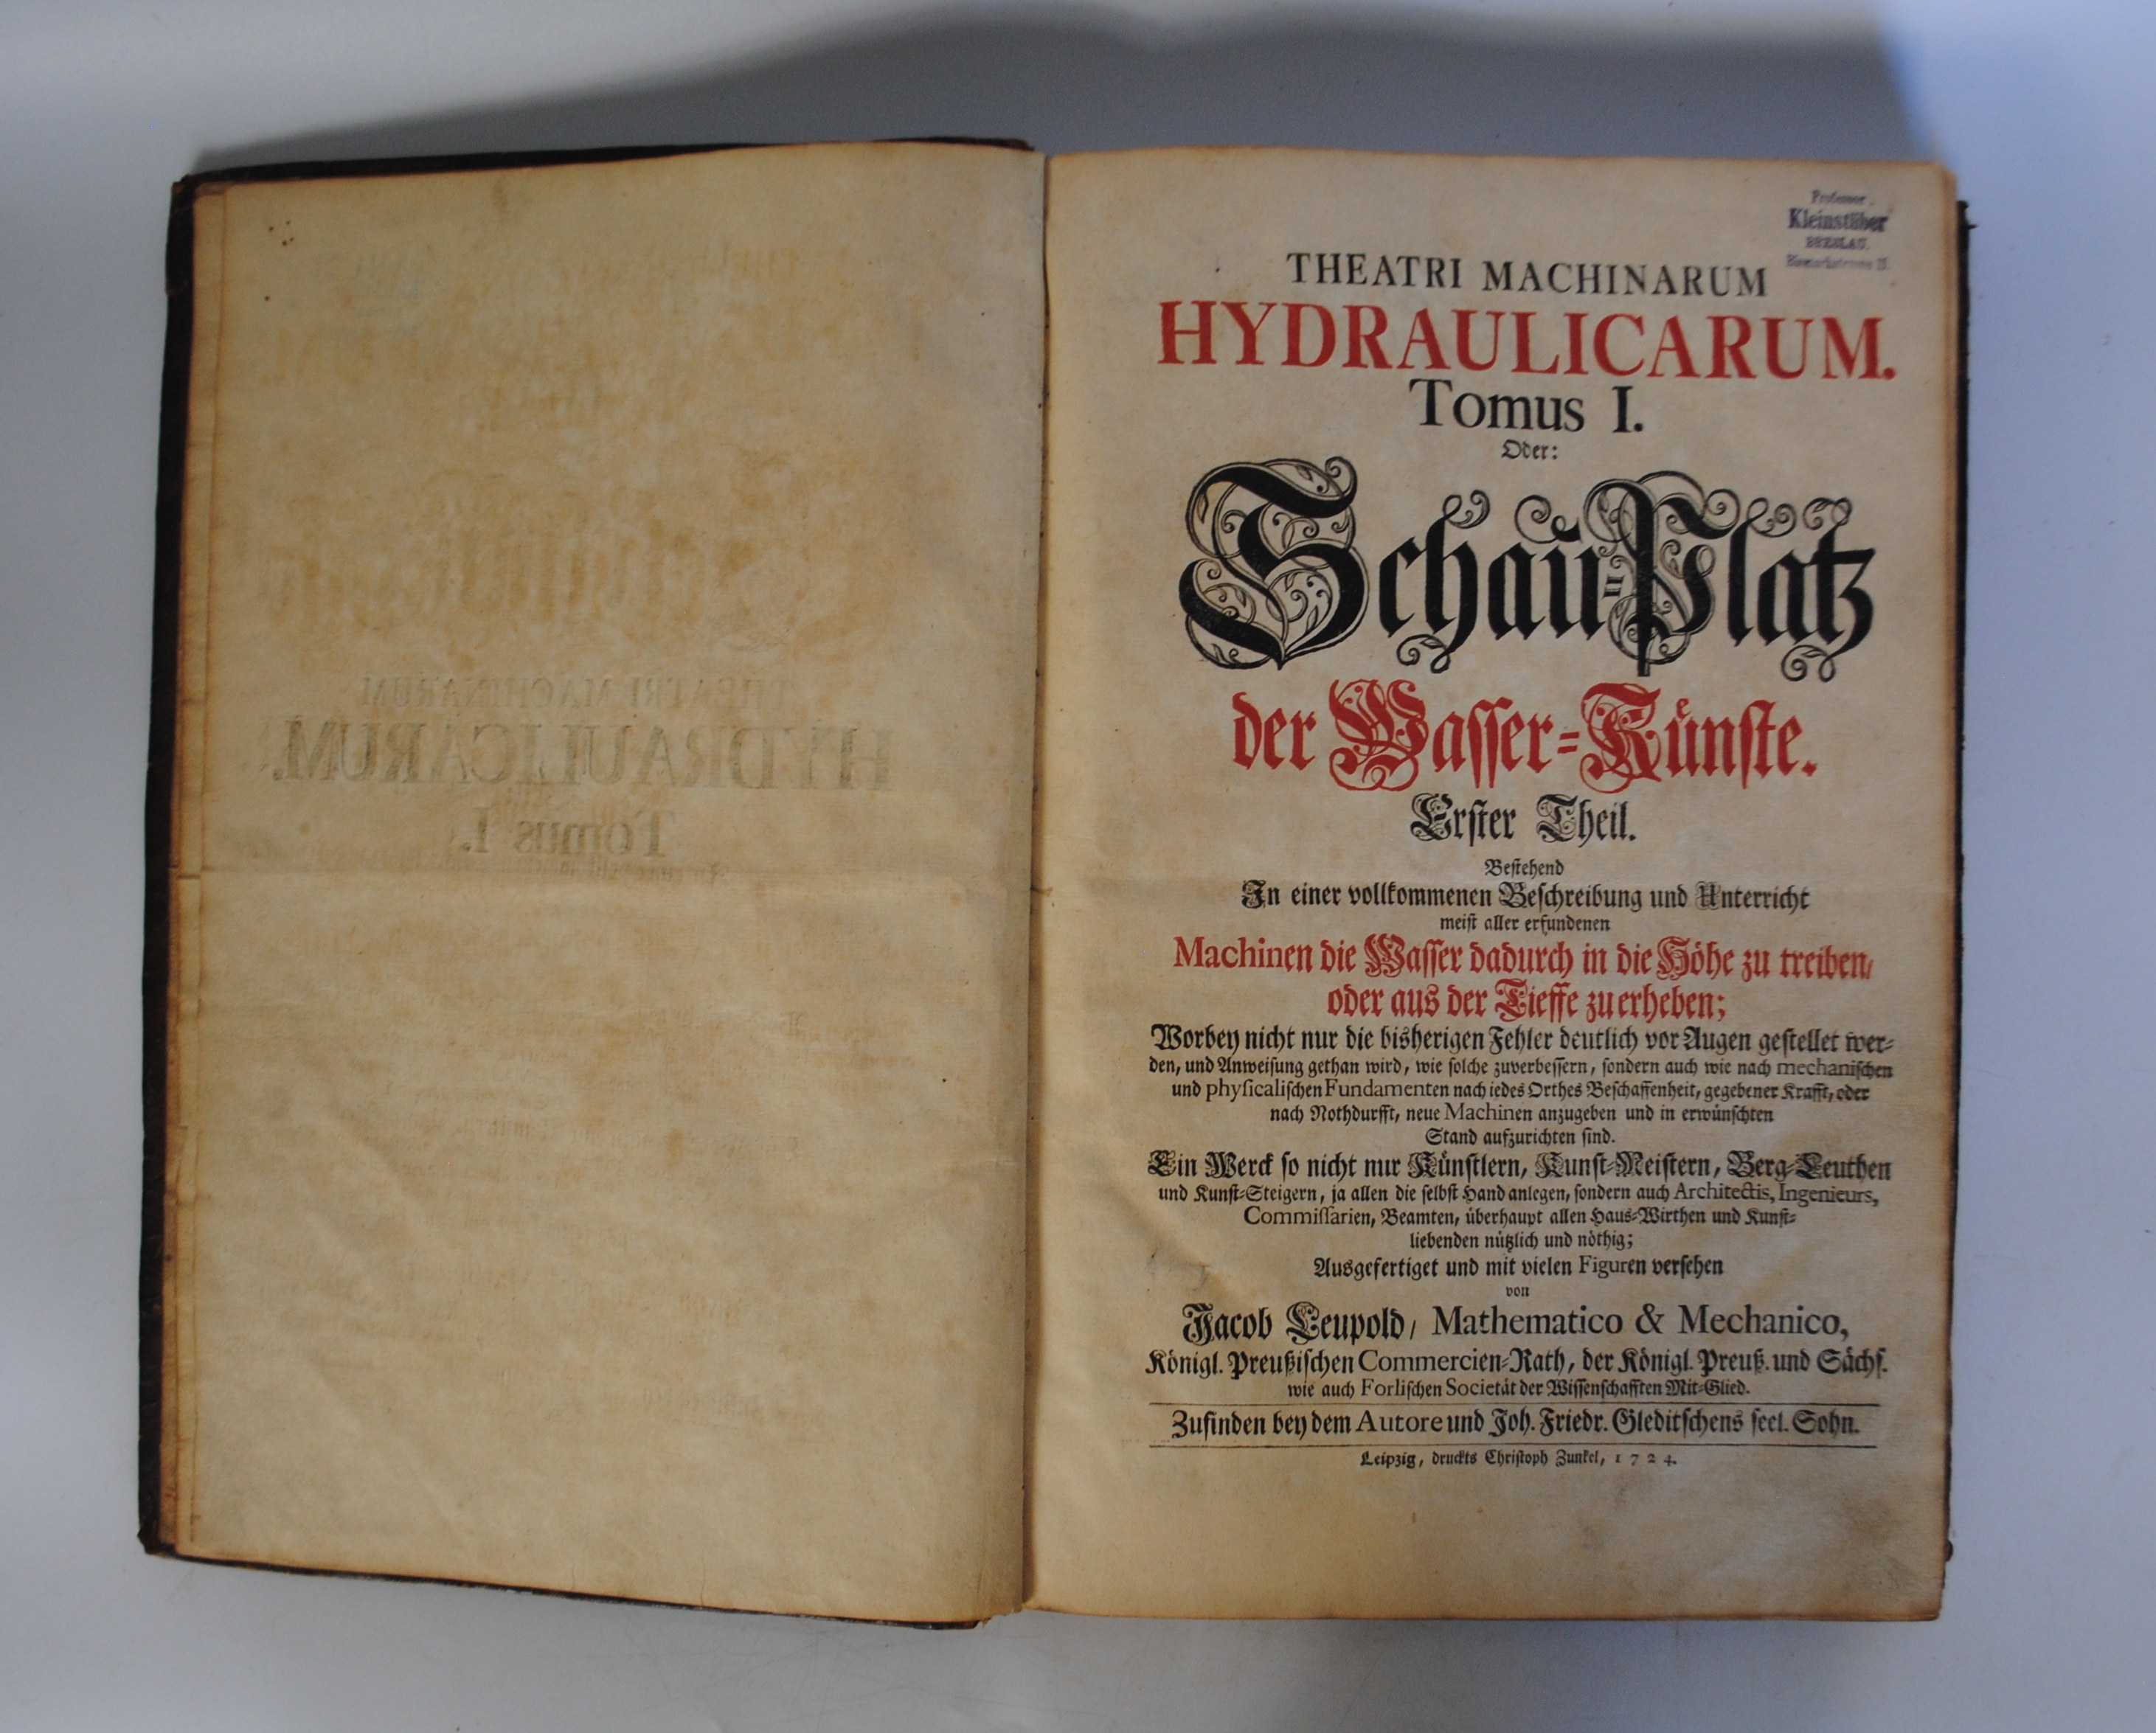 Professor
Kleinstüber
BRESLAU.
THEATRI MACHINARUM
HYDRAULICARUM.
Tomus I.
Oder:
Schau-Platz
der Wasser-Künste.
Erster Theil.
Bestehend
In einer vollkommenen Beschreibung und Unterricht
meist aller erfundenen
Machinen die Wasser dadurch in die Höhe zu treiben/
oder aus der Tieffe zu erheben;
Worbey nicht nur die bisherigen Fehler deutlich vor Augen gestellet wer-
den, und Anweisung gethan wird, wie solche zuverbessern, sondern auch wie nach mechanischen
und physicalischen Fundamenten nach iedes Orthes Beschaffenheit, gegebener Krafft, oder
nach Nothdurfft, neue Machinen anzugeben und in erwünschten
Stand aufzurichten sind.
Ein Werck so nicht nur Künstlern, Kunst-Meistern, Berg-Leuthen
und Kunst-Steigern, ja allen die selbst Hand anlegen, sondern auch Architectis, Ingenieurs,
Commissarien, Beamten, überhaupt allen Haus-Wirthen und Kunst-
liebenden nützlich und nöthig;
Ausgefertiget und mit vielen Figuren versehen
von
Jacob Leupold/ Mathematico & Mechanico,
Königl. Preußischen Commercien-Rath, der Königl. Preuß. und Sächs.
wie auch Forlischen Societät der Wissenschafften Mit-Glied.
Zufinden bey dem Autore und Joh. Friedr. Gleditschens seel. Sohn.
Leipzig, druckts Christoph Zunkel, 1724.